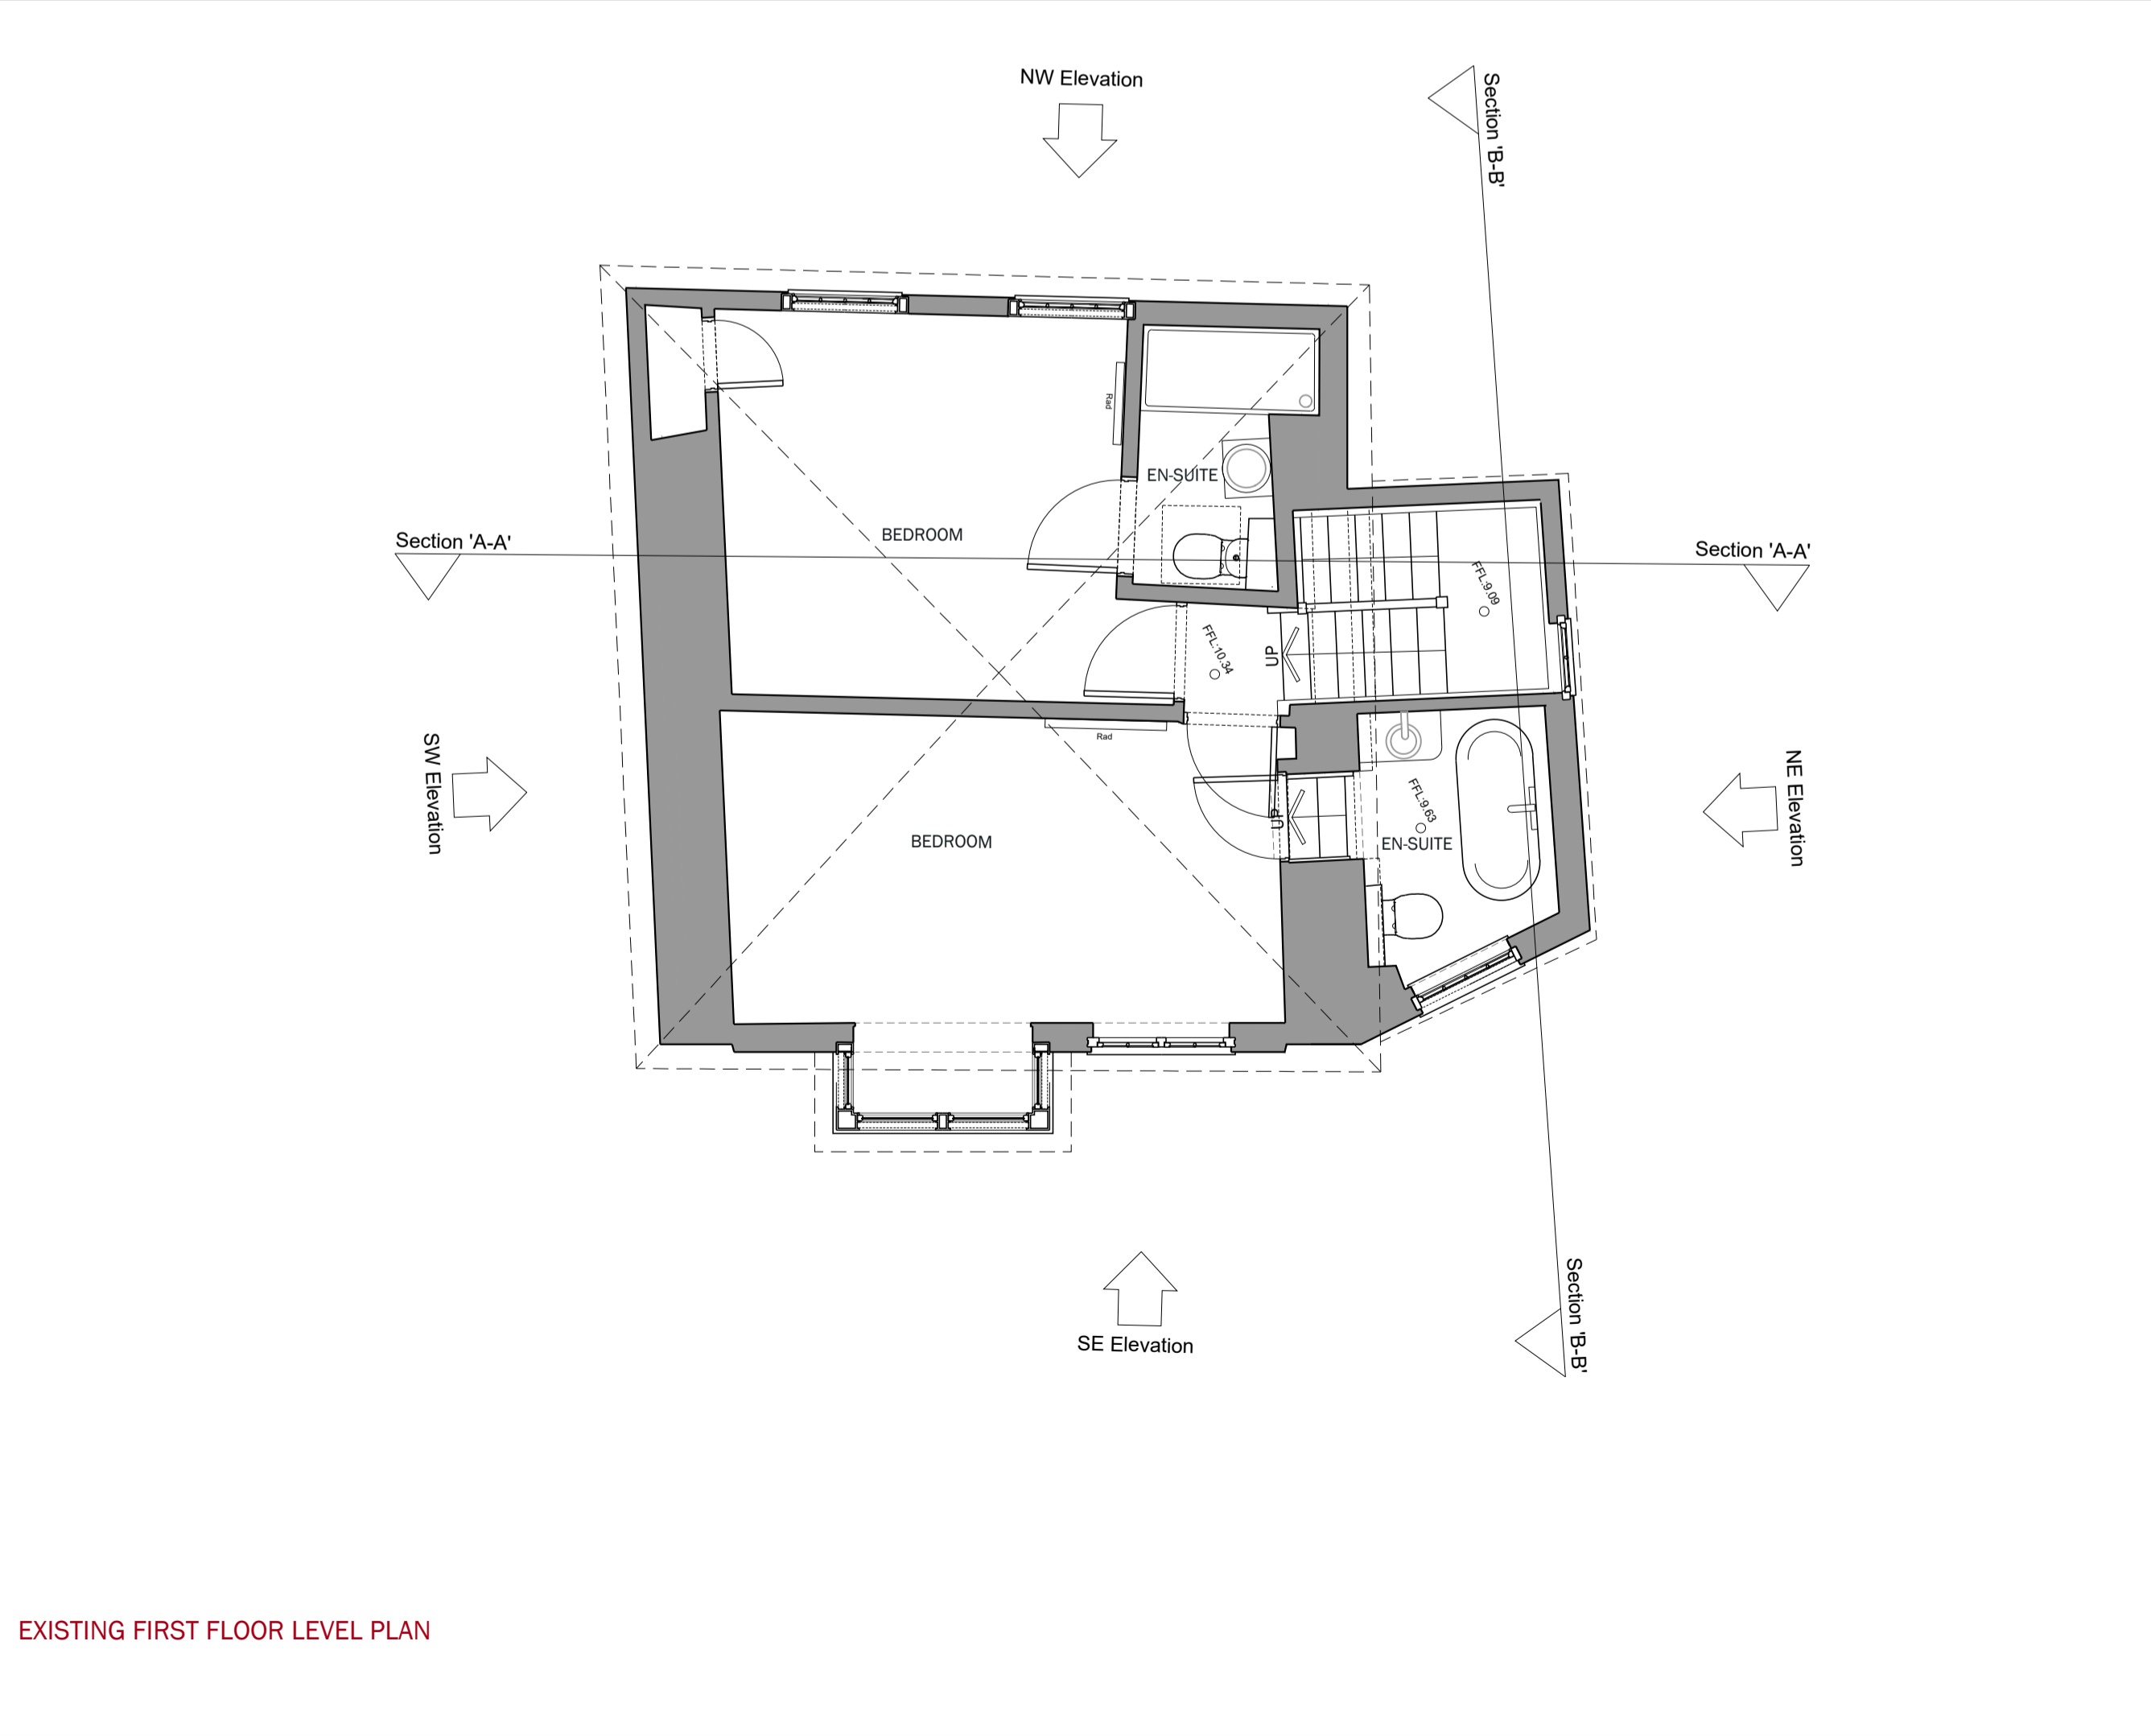 NW Elevation
Section 'B-B'
Rad
EN-SUITE
BEDROOM
Section 'A-A'
Section 'A-A'
FFL:9.09
FFL:10.34
UP
Rad
SW Elevation
NE Elevation
FFL:9.63
UP
BEDROOM
EN-SUITE
Section 'B-B'
SE Elevation
EXISTING FIRST FLOOR LEVEL PLAN